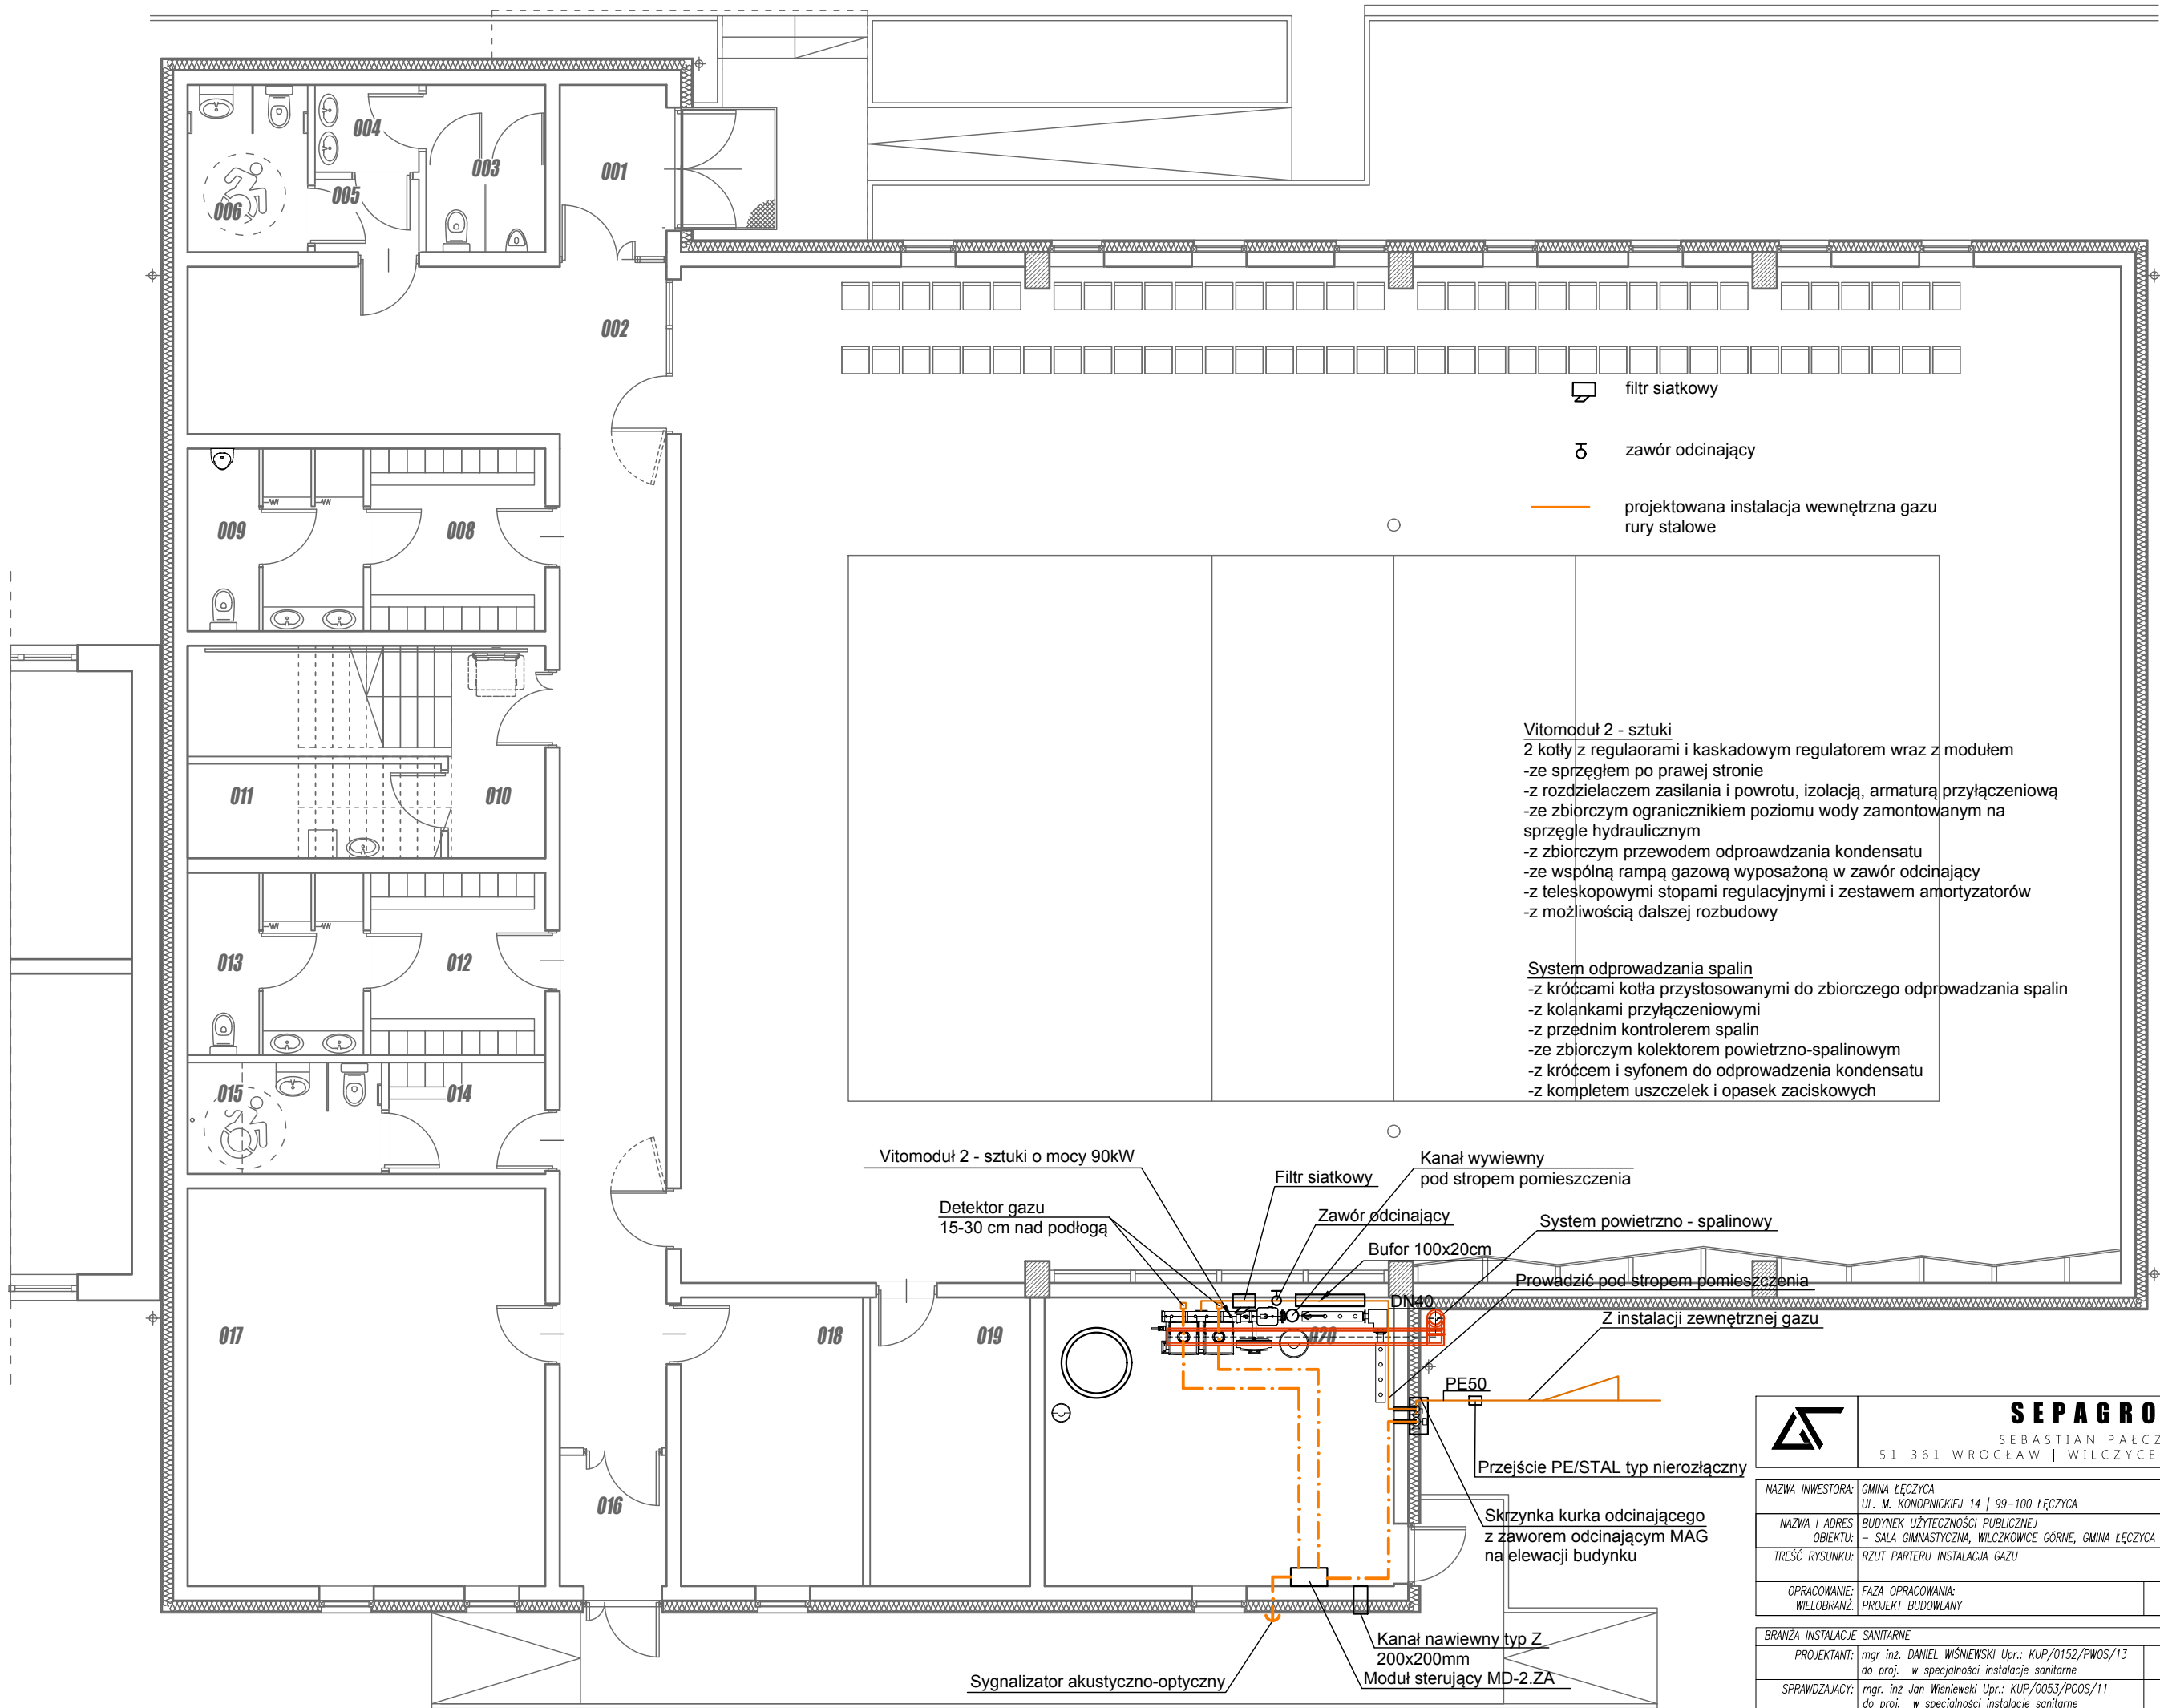 004
003
001
005
006
002
filtr siatkowy
zawór odcinający
projektowana instalacja wewnętrzna gazu
rury stalowe
009
008
Vitomoduł 2 - sztuki
2 kotły z regulaorami i kaskadowym regulatorem wraz z modułem
-ze sprzęgłem po prawej stronie
-z rozdzielaczem zasilania i powrotu, izolacją, armaturą przyłączeniową
-ze zbiorczym ogranicznikiem poziomu wody zamontowanym na
sprzęgle hydraulicznym
-z zbiorczym przewodem odproawdzania kondensatu
-ze wspólną rampą gazową wyposażoną w zawór odcinający
-z teleskopowymi stopami regulacyjnymi i zestawem amortyzatorów
-z możliwością dalszej rozbudowy
011
010
013
012
System odprowadzania spalin
-z króćcami kotła przystosowanymi do zbiorczego odprowadzania spalin
-z kolankami przyłączeniowymi
-z przednim kontrolerem spalin
-ze zbiorczym kolektorem powietrzno-spalinowym
-z króćcem i syfonem do odprowadzenia kondensatu
-z kompletem uszczelek i opasek zaciskowych
015
014
Vitomoduł 2 - sztuki o mocy 90kW
Kanał wywiewny
pod stropem pomieszczenia
Filtr siatkowy
Detektor gazu
15-30 cm nad podłogą
Zawór odcinający
System powietrzno - spalinowy
Bufor 100x20cm
Prowadzić pod stropem pomieszczenia
DN40
Z instalacji zewnętrznej gazu
017
018
019
020
PE50
Przejście PE/STAL typ nierozłączny
016
Skrzynka kurka odcinającego
z zaworem odcinającym MAG
na elewacji budynku
Kanał nawiewny typ Z
200x200mm
Moduł sterujący MD-2.ZA
Sygnalizator akustyczno-optyczny
SEPAGRO
SEBASTIAN PAŁCZ
51-361 WROCŁAW | WILCZYCE
NAZWA INWESTORA: GMINA ŁĘCZYCA
UL. M. KONOPNICKIEJ 14 | 99-100 ŁĘCZYCA
NAZWA I ADRES BUDYNEK UŻYTECZNOŚCI PUBLICZNEJ
OBIEKTU: - SALA GIMNASTYCZNA, WILCZKOWICE GÓRNE, GMINA ŁĘCZYCA
TREŚĆ RYSUNKU: RZUT PARTERU INSTALACJA GAZU
OPRACOWANIE: FAZA OPRACOWANIA:
WIELOBRANŻ. PROJEKT BUDOWLANY
BRANŻA INSTALACJE SANITARNE
PROJEKTANT: mgr inż. DANIEL WIŚNIEWSKI Upr.: KUP/0152/PWOS/13
do proj. w specjalności instalacje sanitarne
SPRAWDZAJACY: mgr. inż Jan Wiśniewski Upr.: KUP/0053/POOS/11
do proj. w specjalności instalacje sanitarne